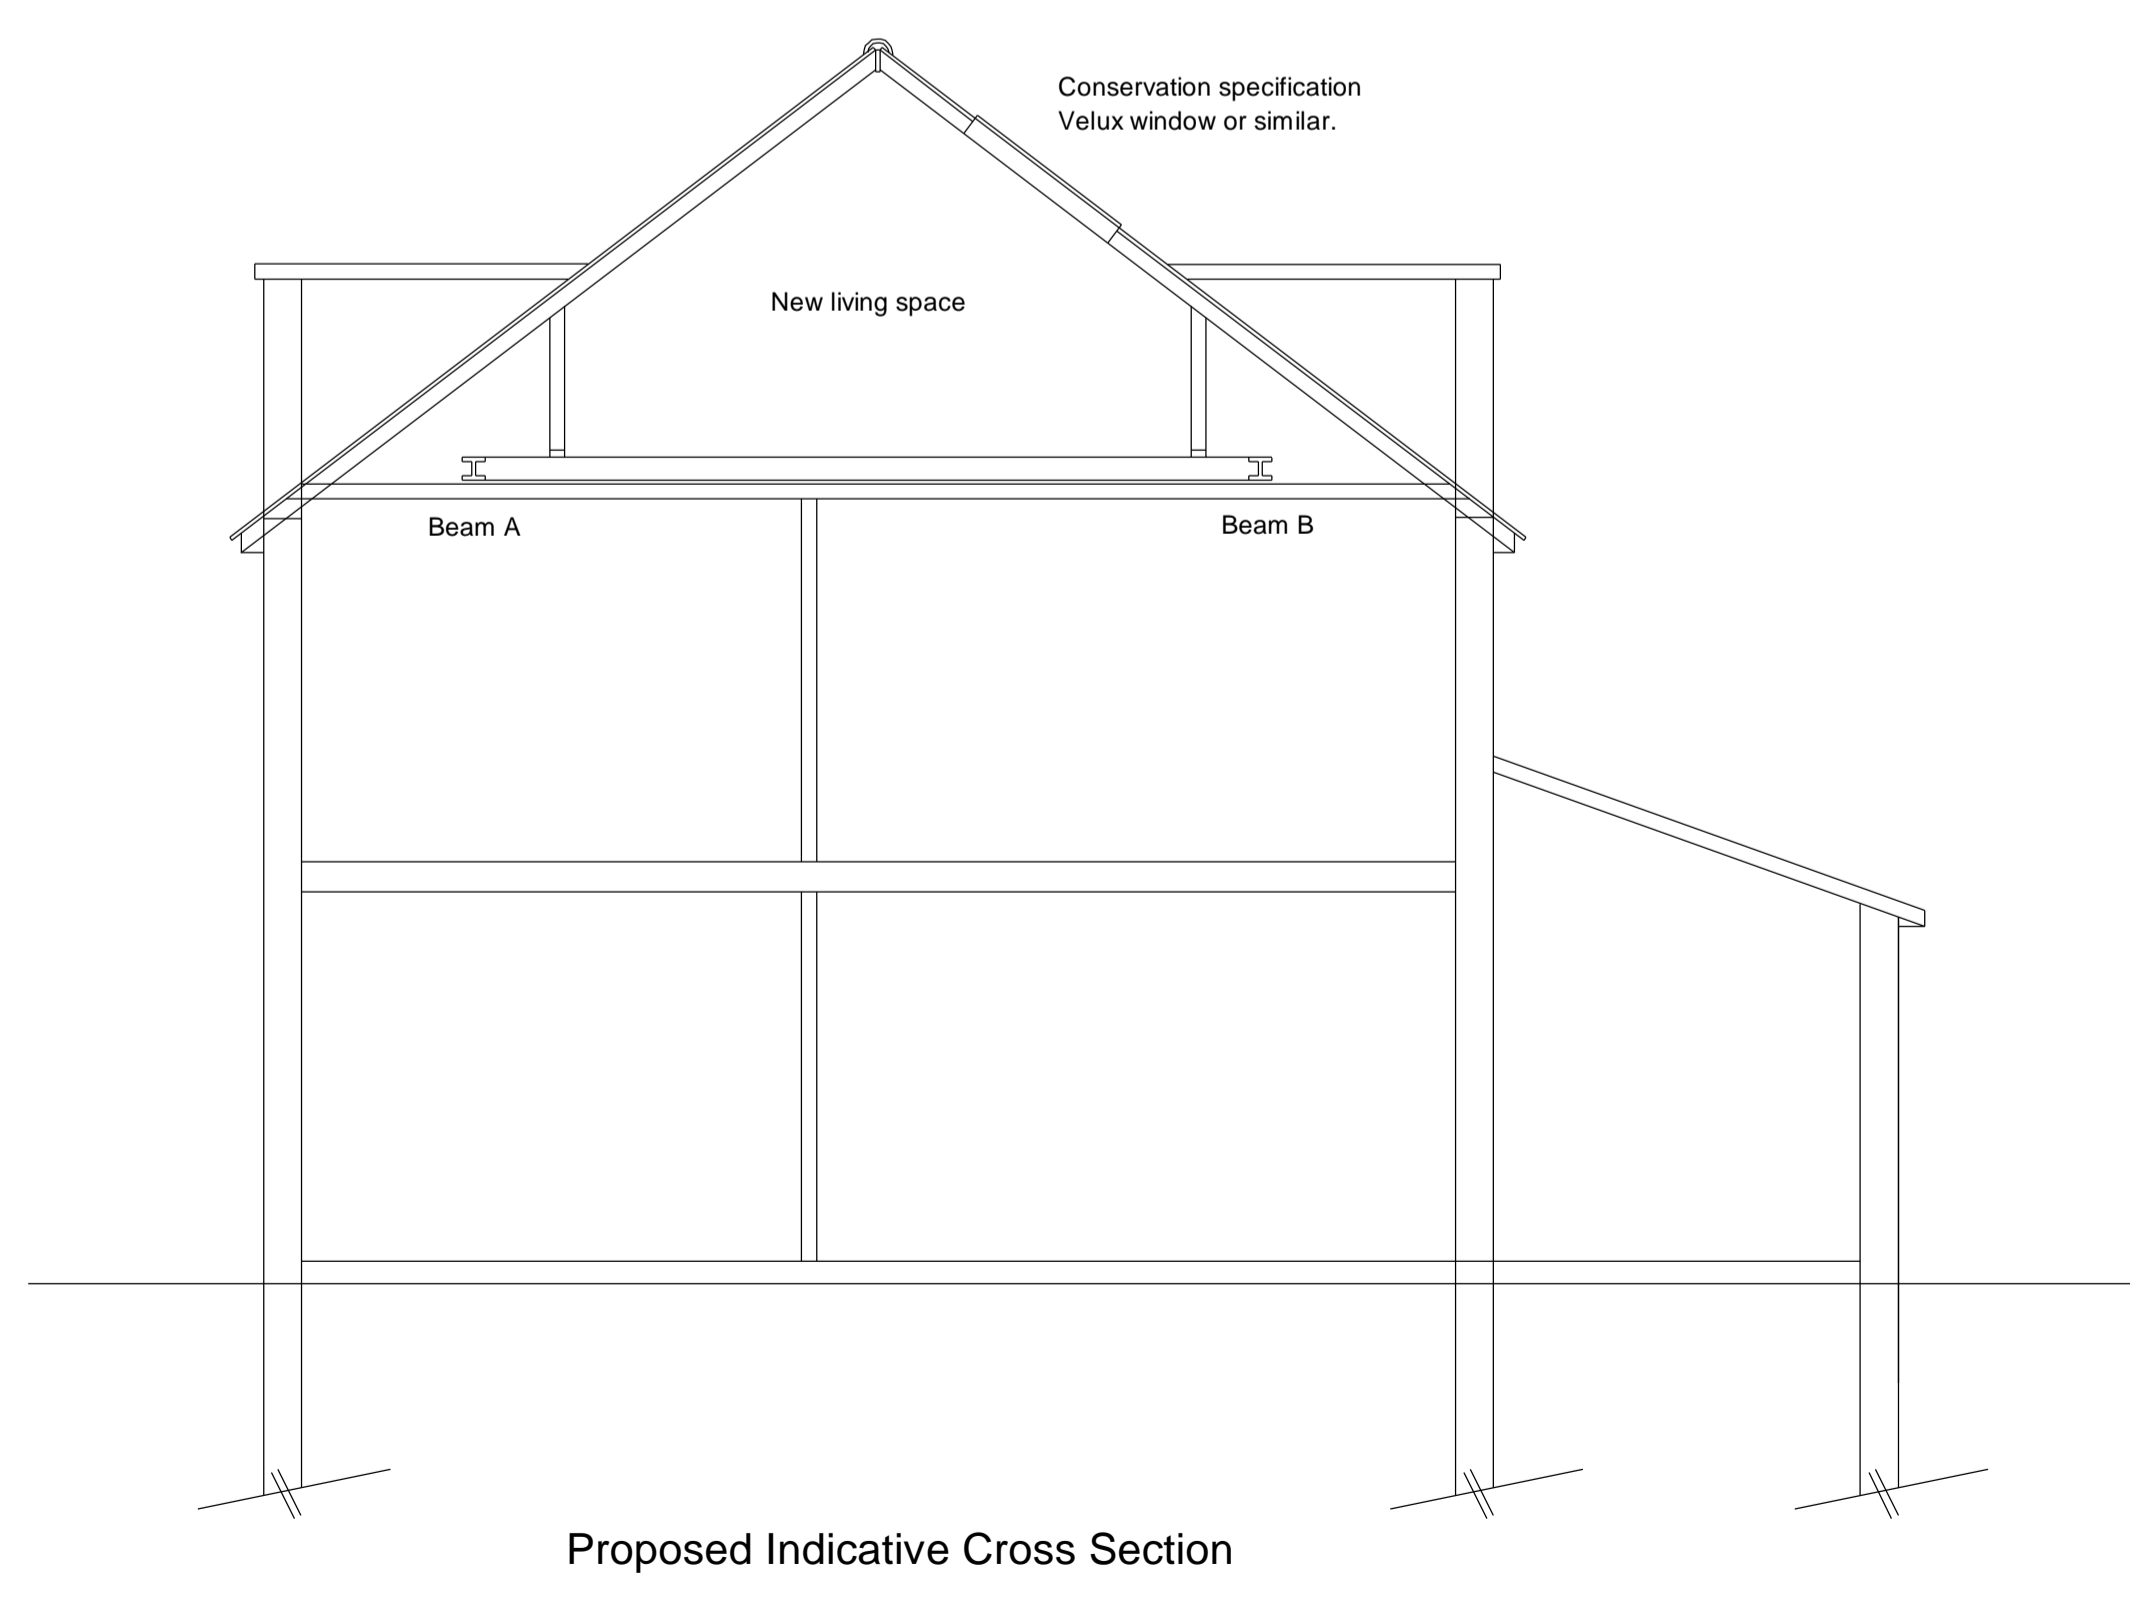 Conservation specification
Velux window or similar.
New living space
Beam A
Beam B
Proposed Indicative Cross Section